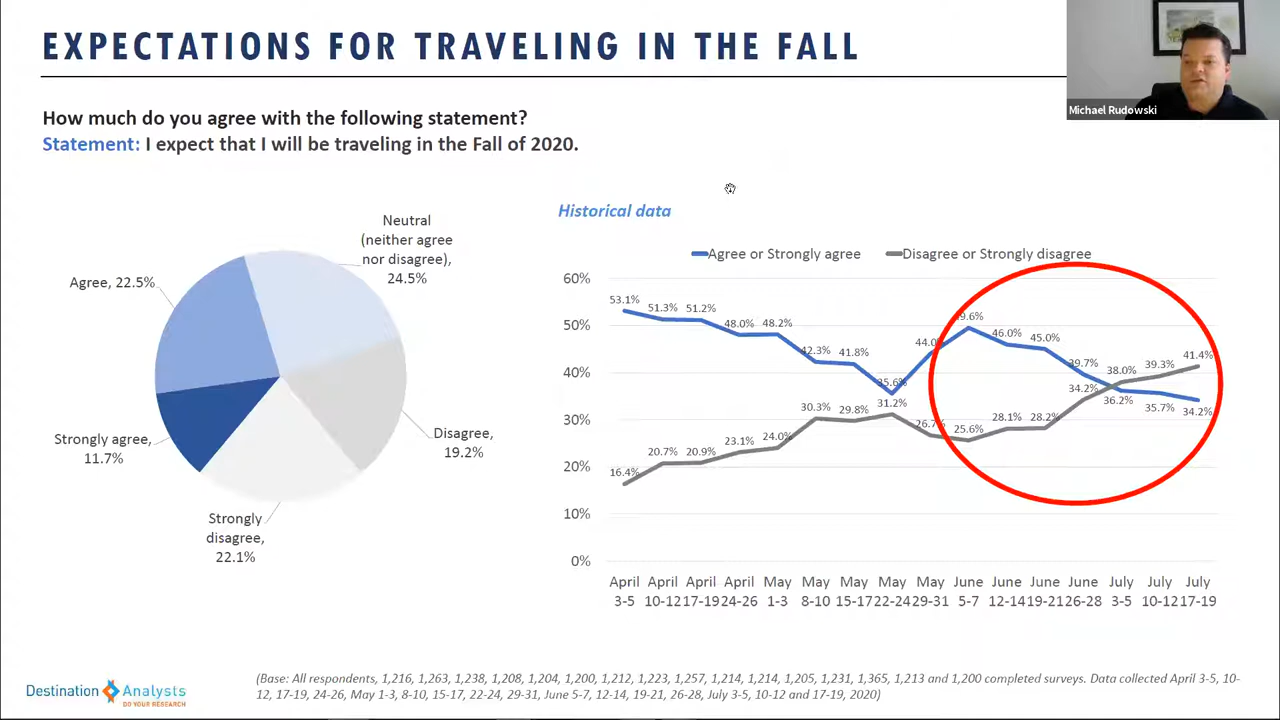 EXPECTATIONS FOR TRAVELING IN THE FALL
Michael Rudowski
How much do you agree with the following statement?
Statement: I expect that I will be traveling in the Fall of 2020.
Neutral
(neither agree
nor disagree),
24.5%
Agree, 22.5%
Strongly agree,
11.7%
Disagree,
19.2%
Strongly
disagree,
22.1%
Historical data
Agree or Strongly agree
Disagree or Strongly disagree
60%
50%
40%
30%
20%
10%
0%
53.1% 51.3% 51.2% 48.0% 48.2% 42.3% 41.8% 35.6% 44.0% 49.6% 46.0% 45.0% 39.7% 36.2% 35.7% 34.2%
16.4% 20.7% 20.9% 23.1% 24.0% 30.3% 29.8% 31.2% 26.7% 25.6% 28.1% 28.2% 34.2% 38.0% 39.3% 41.4%
April April April April May May May May May June June June June July July July
3-5 10-12 17-19 24-26 1-3 8-10 15-17 22-24 29-31 5-7 12-14 19-21 26-28 3-5 10-12 17-19
Destination Analysts
DO YOUR RESEARCH
(Base: All respondents, 1,216, 1,263, 1,238, 1,208, 1,204, 1,200, 1,212, 1,223, 1,257, 1,214, 1,214, 1,205, 1,231, 1,365, 1,213 and 1,200 completed surveys. Data collected April 3-5, 10-
12, 17-19, 24-26, May 1-3, 8-10, 15-17, 22-24, 29-31, June 5-7, 12-14, 19-21, 26-28, July 3-5, 10-12 and 17-19, 2020)